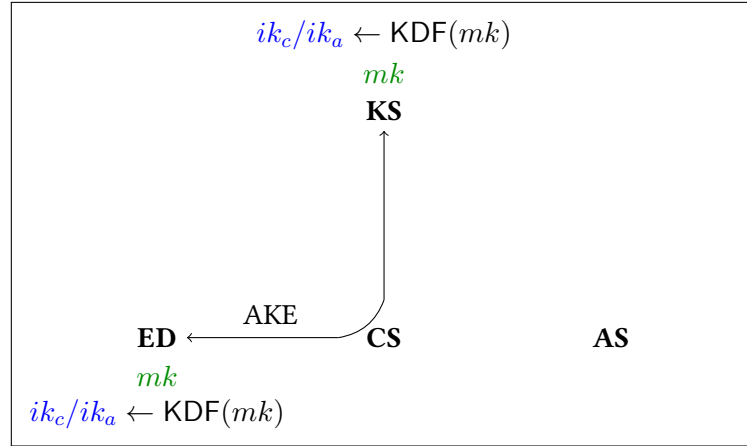 ik_c/ik_a ← KDF(mk)
mk
KS
AKE
ED CS AS
mk
ik_c/ik_a ← KDF(mk)